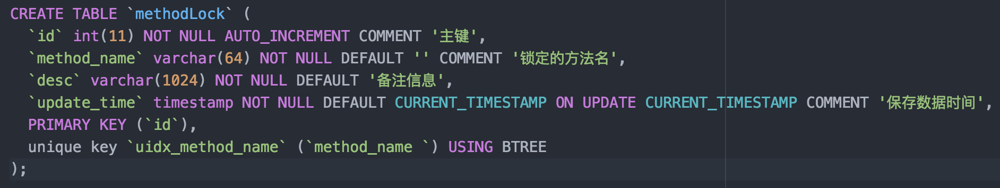 CREATE TABLE `methodLock` (
  `id` int(11) NOT NULL AUTO_INCREMENT COMMENT '主键',
  `method_name` varchar(64) NOT NULL DEFAULT '' COMMENT '锁定的方法名',
  `desc` varchar(1024) NOT NULL DEFAULT '备注信息',
  `update_time` timestamp NOT NULL DEFAULT CURRENT_TIMESTAMP ON UPDATE CURRENT_TIMESTAMP COMMENT '保存数据时间',
  PRIMARY KEY (`id`),
  unique key `uidx_method_name` (`method_name `) USING BTREE
);